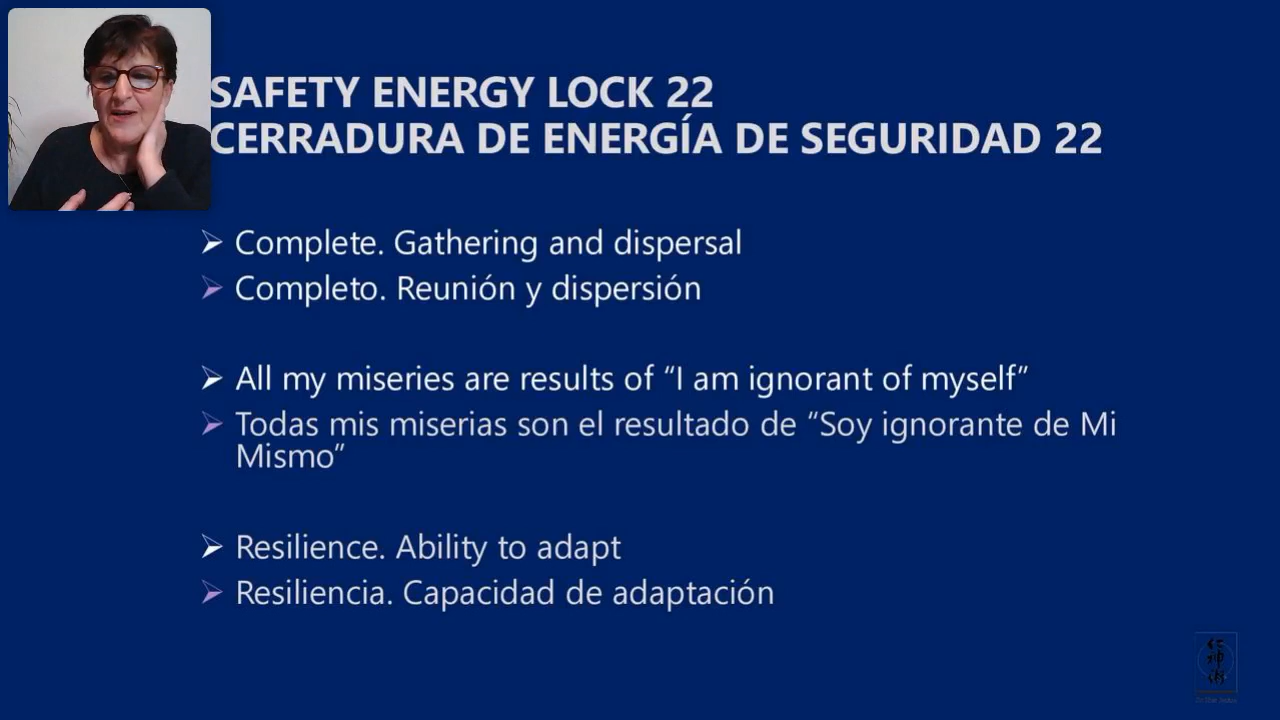 SAFETY ENERGY LOCK 22
CERRADURA DE ENERGÍA DE SEGURIDAD 22
➢ Complete. Gathering and dispersal
➢ Completo. Reunión y dispersión
➢ All my miseries are results of “I am ignorant of myself”
➢ Todas mis miserias son el resultado de “Soy ignorante de Mi
Mismo”
➢ Resilience. Ability to adapt
➢ Resiliencia. Capacidad de adaptación